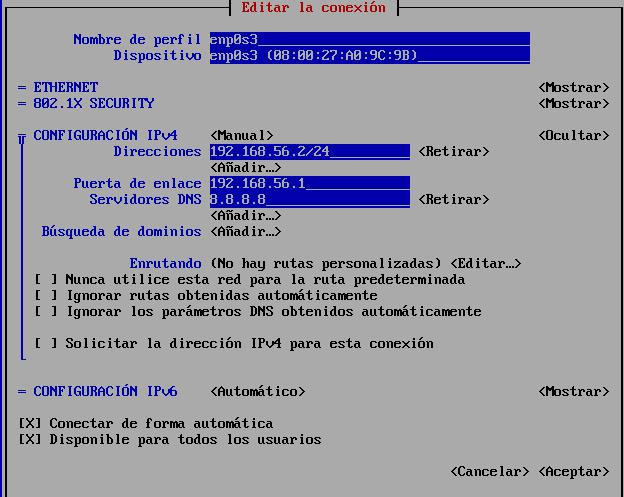 Editar la conexión
Nombre de perfil enp0s3
Dispositivo enp0s3 (08:00:27:A0:9C:9B)
= ETHERNET <Mostrar>
= 802.1X SECURITY <Mostrar>
= CONFIGURACIÓN IPv4 <Manual> <Ocultar>
Direcciones 192.168.56.2/24 <Retirar>
<Añadir…>
Puerta de enlace 192.168.56.1
Servidores DNS 8.8.8.8 <Retirar>
<Añadir…>
Búsqueda de dominios <Añadir…>
Enrutando (No hay rutas personalizadas) <Editar…>
[ ] Nunca utilice esta red para la ruta predeterminada
[ ] Ignorar rutas obtenidas automáticamente
[ ] Ignorar los parámetros DNS obtenidos automáticamente
[ ] Solicitar la dirección IPv4 para esta conexión
= CONFIGURACIÓN IPv6 <Automático> <Mostrar>
[X] Conectar de forma automática
[X] Disponible para todos los usuarios
<Cancelar> <Aceptar>